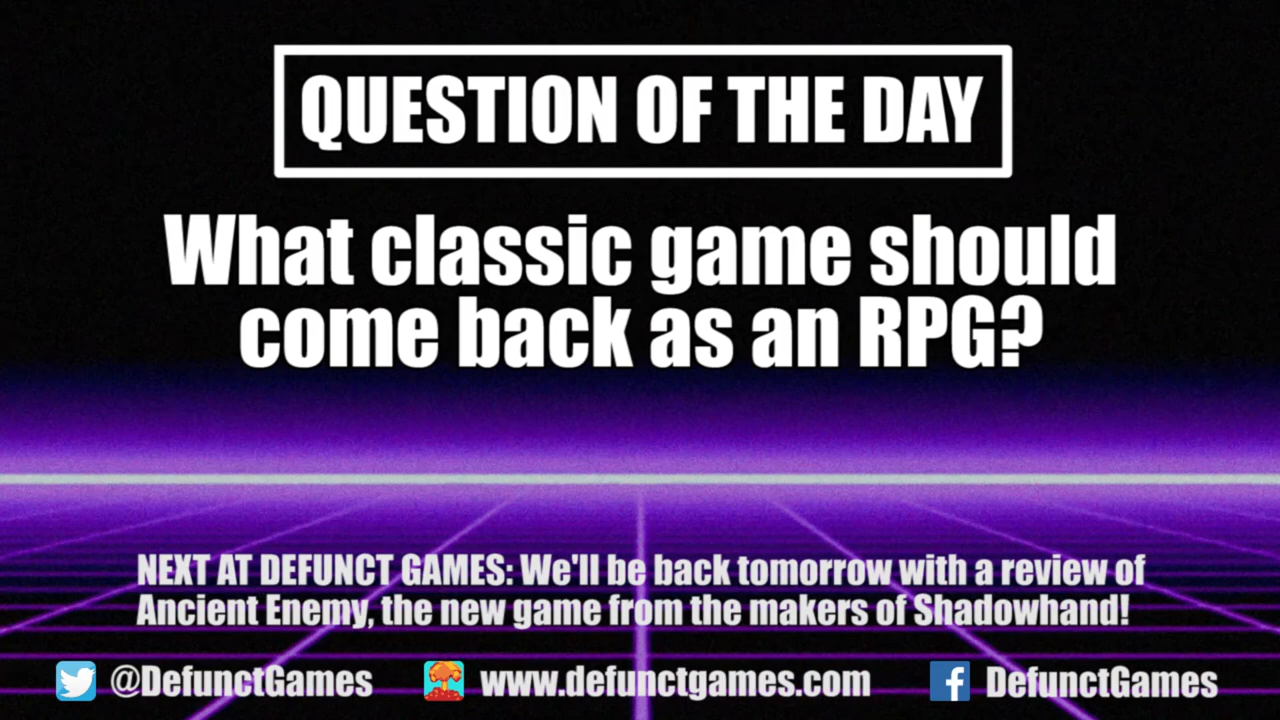 QUESTION OF THE DAY
What classic game should
come back as an RPG?
NEXT AT DEFUNCT GAMES: We'll be back tomorrow with a review of
Ancient Enemy, the new game from the makers of Shadowhand!
@DefunctGames www.defunctgames.com DefunctGames